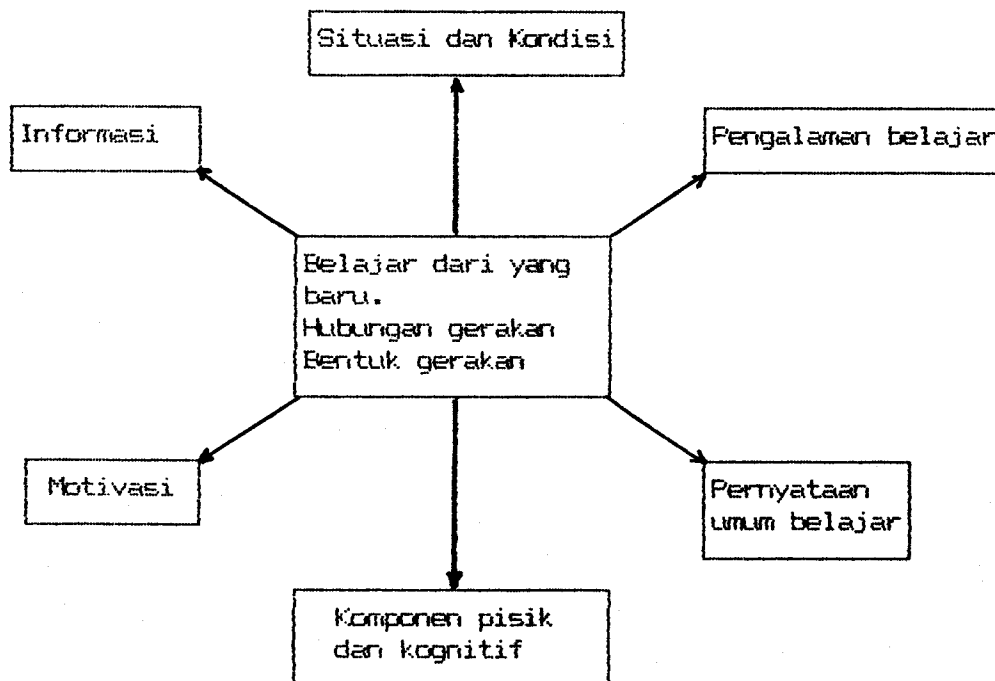 Situasi dan Kondisi
Informasi
Pengalaman belajar
Belajar dari yang
baru.
Hubungan gerakan
Bentuk gerakan
Motivasi
Pernyataan
umum belajar
Komponen pisik
dan kognitif